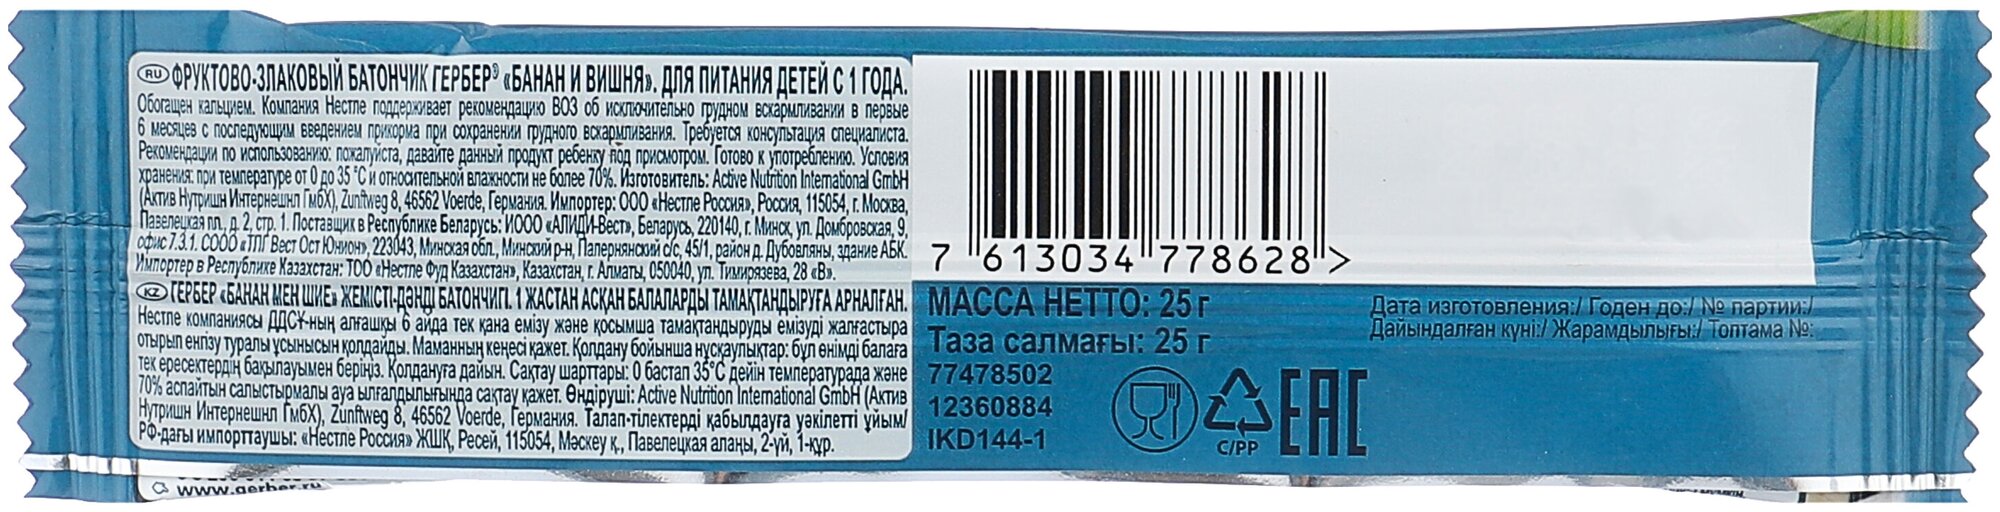 RU ФРУКТОВО-ЗЛАКОВЫЙ БАТОНЧИК ГЕРБЕР® «БАНАН И ВИШНЯ». ДЛЯ ПИТАНИЯ ДЕТЕЙ С 1 ГОДА.
Обогащен кальцием. Компания Нестле поддерживает рекомендацию ВОЗ об исключительно грудном вскармливании в первые
6 месяцев с последующим введением прикорма при сохранении грудного вскармливания. Требуется консультация специалиста.
Рекомендации по использованию: пожалуйста, давайте данный продукт ребенку под присмотром. Готово к употреблению. Условия
хранения: при температуре от 0 до 35 °С и относительной влажности не более 70%. Изготовитель: Active Nutrition International GmbH
(Актив Нутришн Интернешнл ГмбХ), Zunftweg 8, 46562 Voerde, Германия. Импортер: ООО «Нестле Россия», Россия, 115054, г. Москва,
Павелецкая пл., д. 2, стр. 1. Поставщик в Республике Беларусь: ИООО «АЛИДИ-Вест», Беларусь, 220140, г. Минск, ул. Домбровская, 9,
офис 7.3.1. СООО «ТЛГ Вест Ост Юнион», 223043, Минская обл., Минский р-н, Папернянский с/с, 45/1, район д. Дубовляны, здание АБК.
Импортер в Республике Казахстан: ТОО «Нестле Фуд Казахстан», Казахстан, г. Алматы, 050040, ул. Тимирязева, 28 «В».
KZ ГЕРБЕР «БАНАН МЕН ШИЕ» ЖЕМІСТІ-ДӘНДІ БАТОНЧИГІ. 1 ЖАСТАН АСҚАН БАЛАЛАРДЫ ТАМАҚТАНДЫРУҒА АРНАЛҒАН.
Нестле компаниясы ДДСҰ-ның алғашқы 6 айда тек қана емізу және қосымша тамақтандыруды емізуді жалғастыра
отырып енгізу туралы ұсынысын қолдайды. Маманның кеңесі қажет. Қолдану бойынша нұсқаулықтар: бұл өнімді балаға
тек ересектердің бақылауымен беріңіз. Қолдануға дайын. Сақтау шарттары: 0 бастап 35°С дейін температурада және
70% аспайтын салыстырмалы ауа ылғалдылығында сақтау қажет. Өндіруші: Active Nutrition International GmbH (Актив
Нутришн Интернешнл ГмбХ), Zunftweg 8, 46562 Voerde, Германия. Талап-тілектерді қабылдауға уәкілетті ұйым/
РФ-дағы импорттаушы: «Нестле Россия» ЖШҚ, Ресей, 115054, Мәскеу қ., Павелецкая алаңы, 2-үй, 1-құр.
www.gerber.ru
7 613034 778628 >
МАССА НЕТТО: 25 г
Таза салмағы: 25 г
77478502
12360884
IKD144-1
C/PP
EAC
Дата изготовления:/ Годен до:/ № партии:/
Дайындалған күні:/ Жарамдылығы:/ Топтама №: